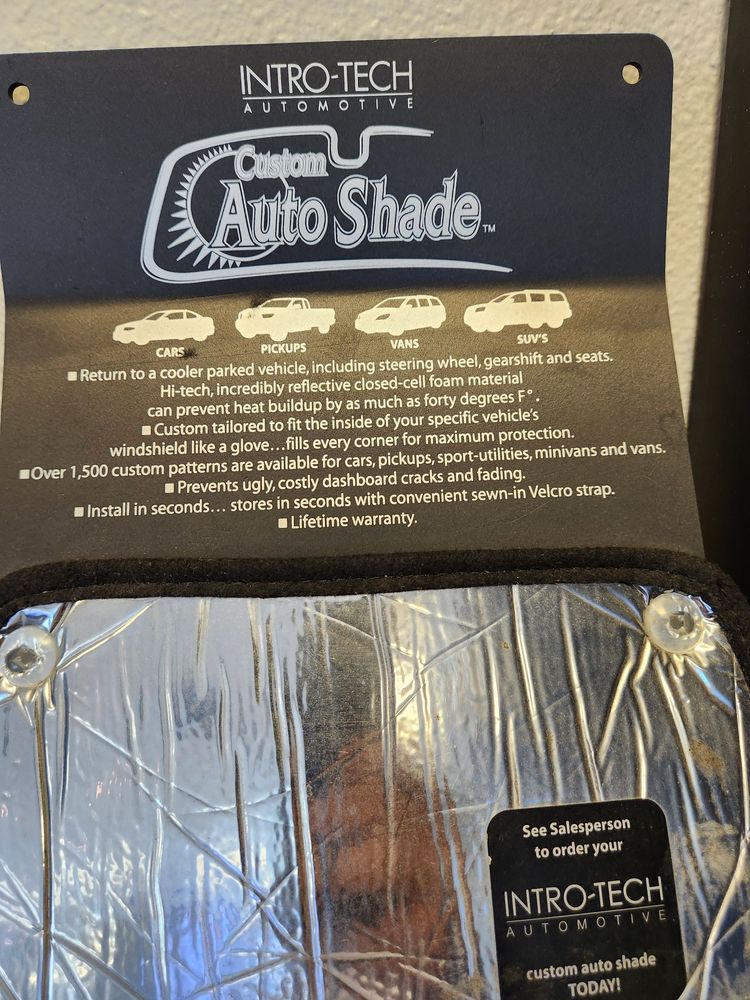 INTRO-TECH
AUTOMOTIVE
Custom
Auto Shade™
CARS
PICKUPS
VANS
SUV'S
■ Return to a cooler parked vehicle, including steering wheel, gearshift and seats.
Hi-tech, incredibly reflective closed-cell foam material
can prevent heat buildup by as much as forty degrees F°.
■ Custom tailored to fit the inside of your specific vehicle's
windshield like a glove...fills every corner for maximum protection.
■ Over 1,500 custom patterns are available for cars, pickups, sport-utilities, minivans and vans.
■ Prevents ugly, costly dashboard cracks and fading.
■ Install in seconds... stores in seconds with convenient sewn-in Velcro strap.
■ Lifetime warranty.
See Salesperson
to order your
INTRO-TECH
AUTOMOTIVE
custom auto shade
TODAY!